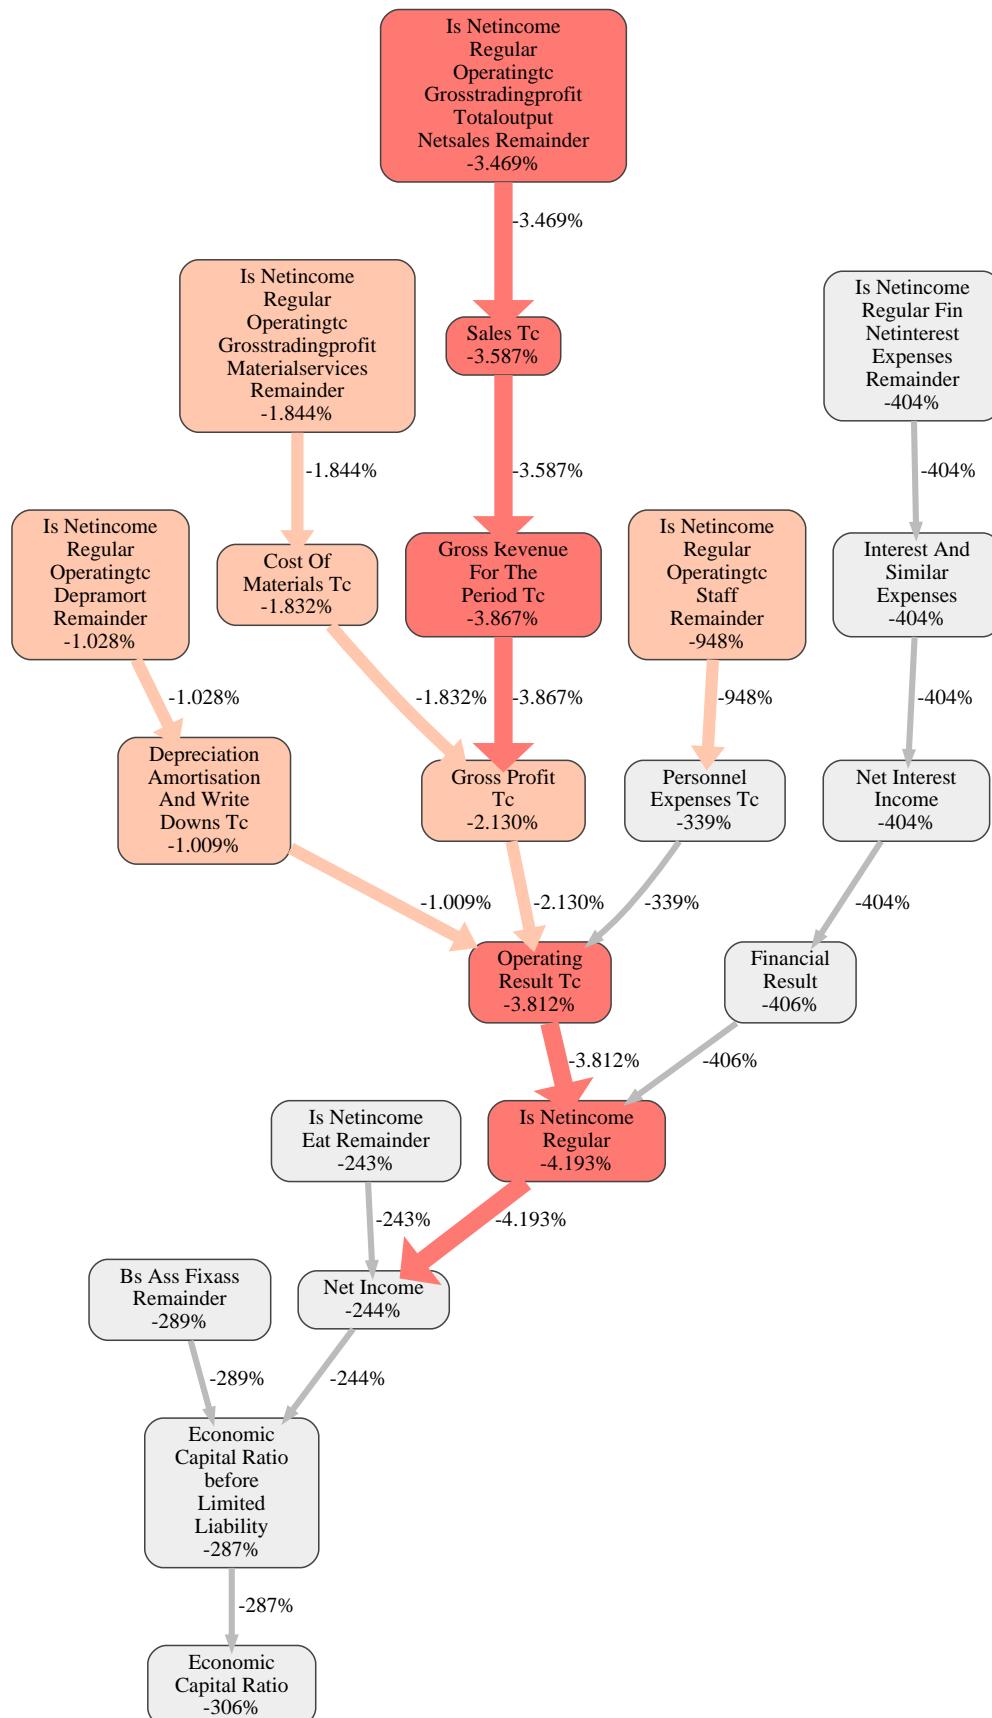 Is Netincome
Regular
Operatingtc
Grosstradingprofit
Totaloutput
Netsales Remainder
-3.469%
-3.469%
Is Netincome
Regular
Operatingtc
Grosstradingprofit
Materialservices
Remainder
-1.844%
Is Netincome
Regular Fin
Netinterest
Expenses
Remainder
-404%
Sales Tc
-3.587%
-1.844%
-3.587%
-404%
Is Netincome
Regular
Operatingtc
Depramort
Remainder
-1.028%
Cost Of
Materials Tc
-1.832%
Gross Revenue
For The
Period Tc
-3.867%
Is Netincome
Regular
Operatingtc
Staff
Remainder
-948%
Interest And
Similar
Expenses
-404%
-1.028%
-1.832%
-3.867%
-948%
-404%
Depreciation
Amortisation
And Write
Downs Tc
-1.009%
Gross Profit
Tc
-2.130%
Personnel
Expenses Tc
-339%
Net Interest
Income
-404%
-1.009%
-2.130%
-339%
-404%
Operating
Result Tc
-3.812%
Financial
Result
-406%
-3.812%
-406%
Is Netincome
Eat Remainder
-243%
Is Netincome
Regular
-4.193%
-243%
-4.193%
Bs Ass Fixass
Remainder
-289%
Net Income
-244%
-289%
-244%
Economic
Capital Ratio
before
Limited
Liability
-287%
-287%
Economic
Capital Ratio
-306%